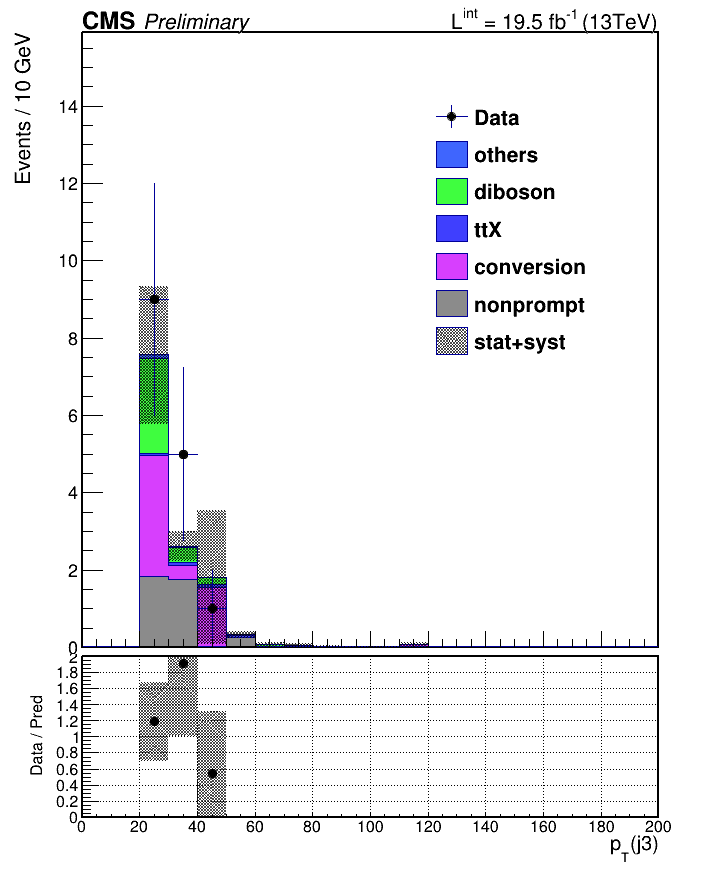 CMS Preliminary L^int = 19.5 fb^-1 (13TeV)
Events / 10 GeV
14
12
10
8
6
4
2
0
Data
others
diboson
ttX
conversion
nonprompt
stat+syst
Data / Pred
2
1.8
1.6
1.4
1.2
1
0.8
0.6
0.4
0.2
0
0 20 40 60 80 100 120 140 160 180 200
p_T(j3)